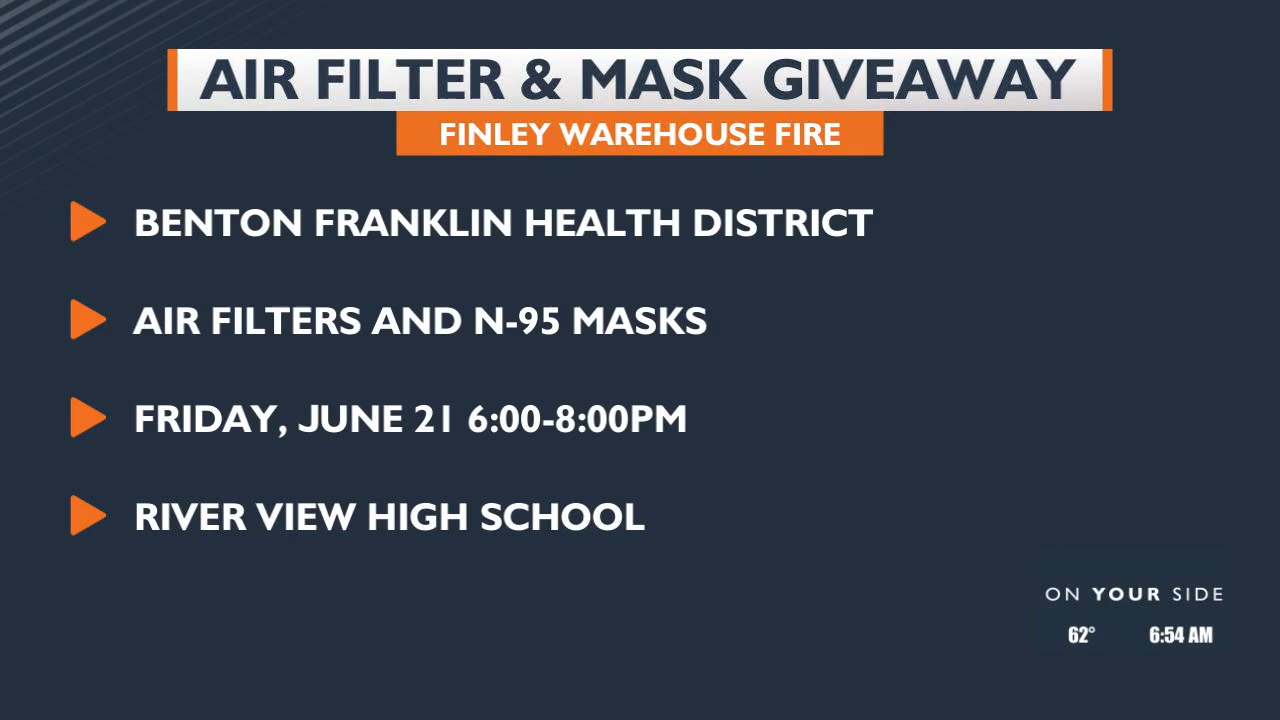 AIR FILTER & MASK GIVEAWAY
FINLEY WAREHOUSE FIRE
BENTON FRANKLIN HEALTH DISTRICT
AIR FILTERS AND N-95 MASKS
FRIDAY, JUNE 21 6:00-8:00PM
RIVER VIEW HIGH SCHOOL
ON YOUR SIDE
62° 6:54 AM